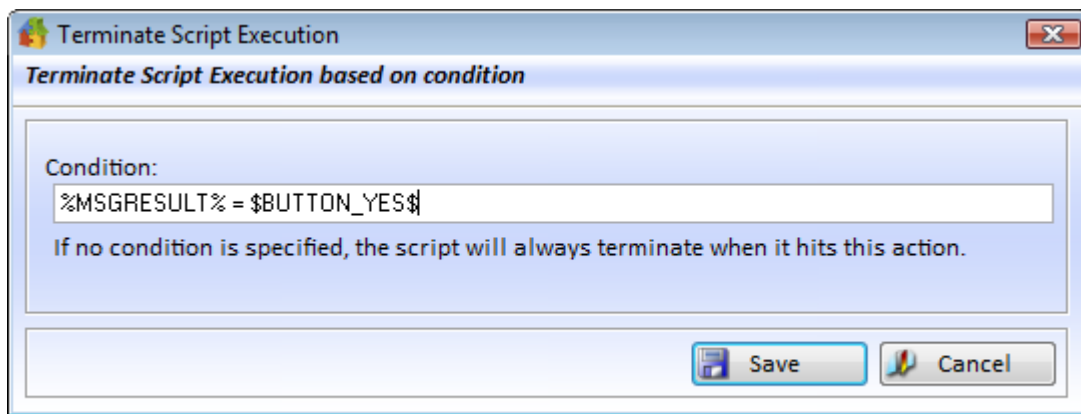 Terminate Script Execution
Terminate Script Execution based on condition
Condition:
%MSGRESULT% = $BUTTON_YES$
If no condition is specified, the script will always terminate when it hits this action.
Save
Cancel